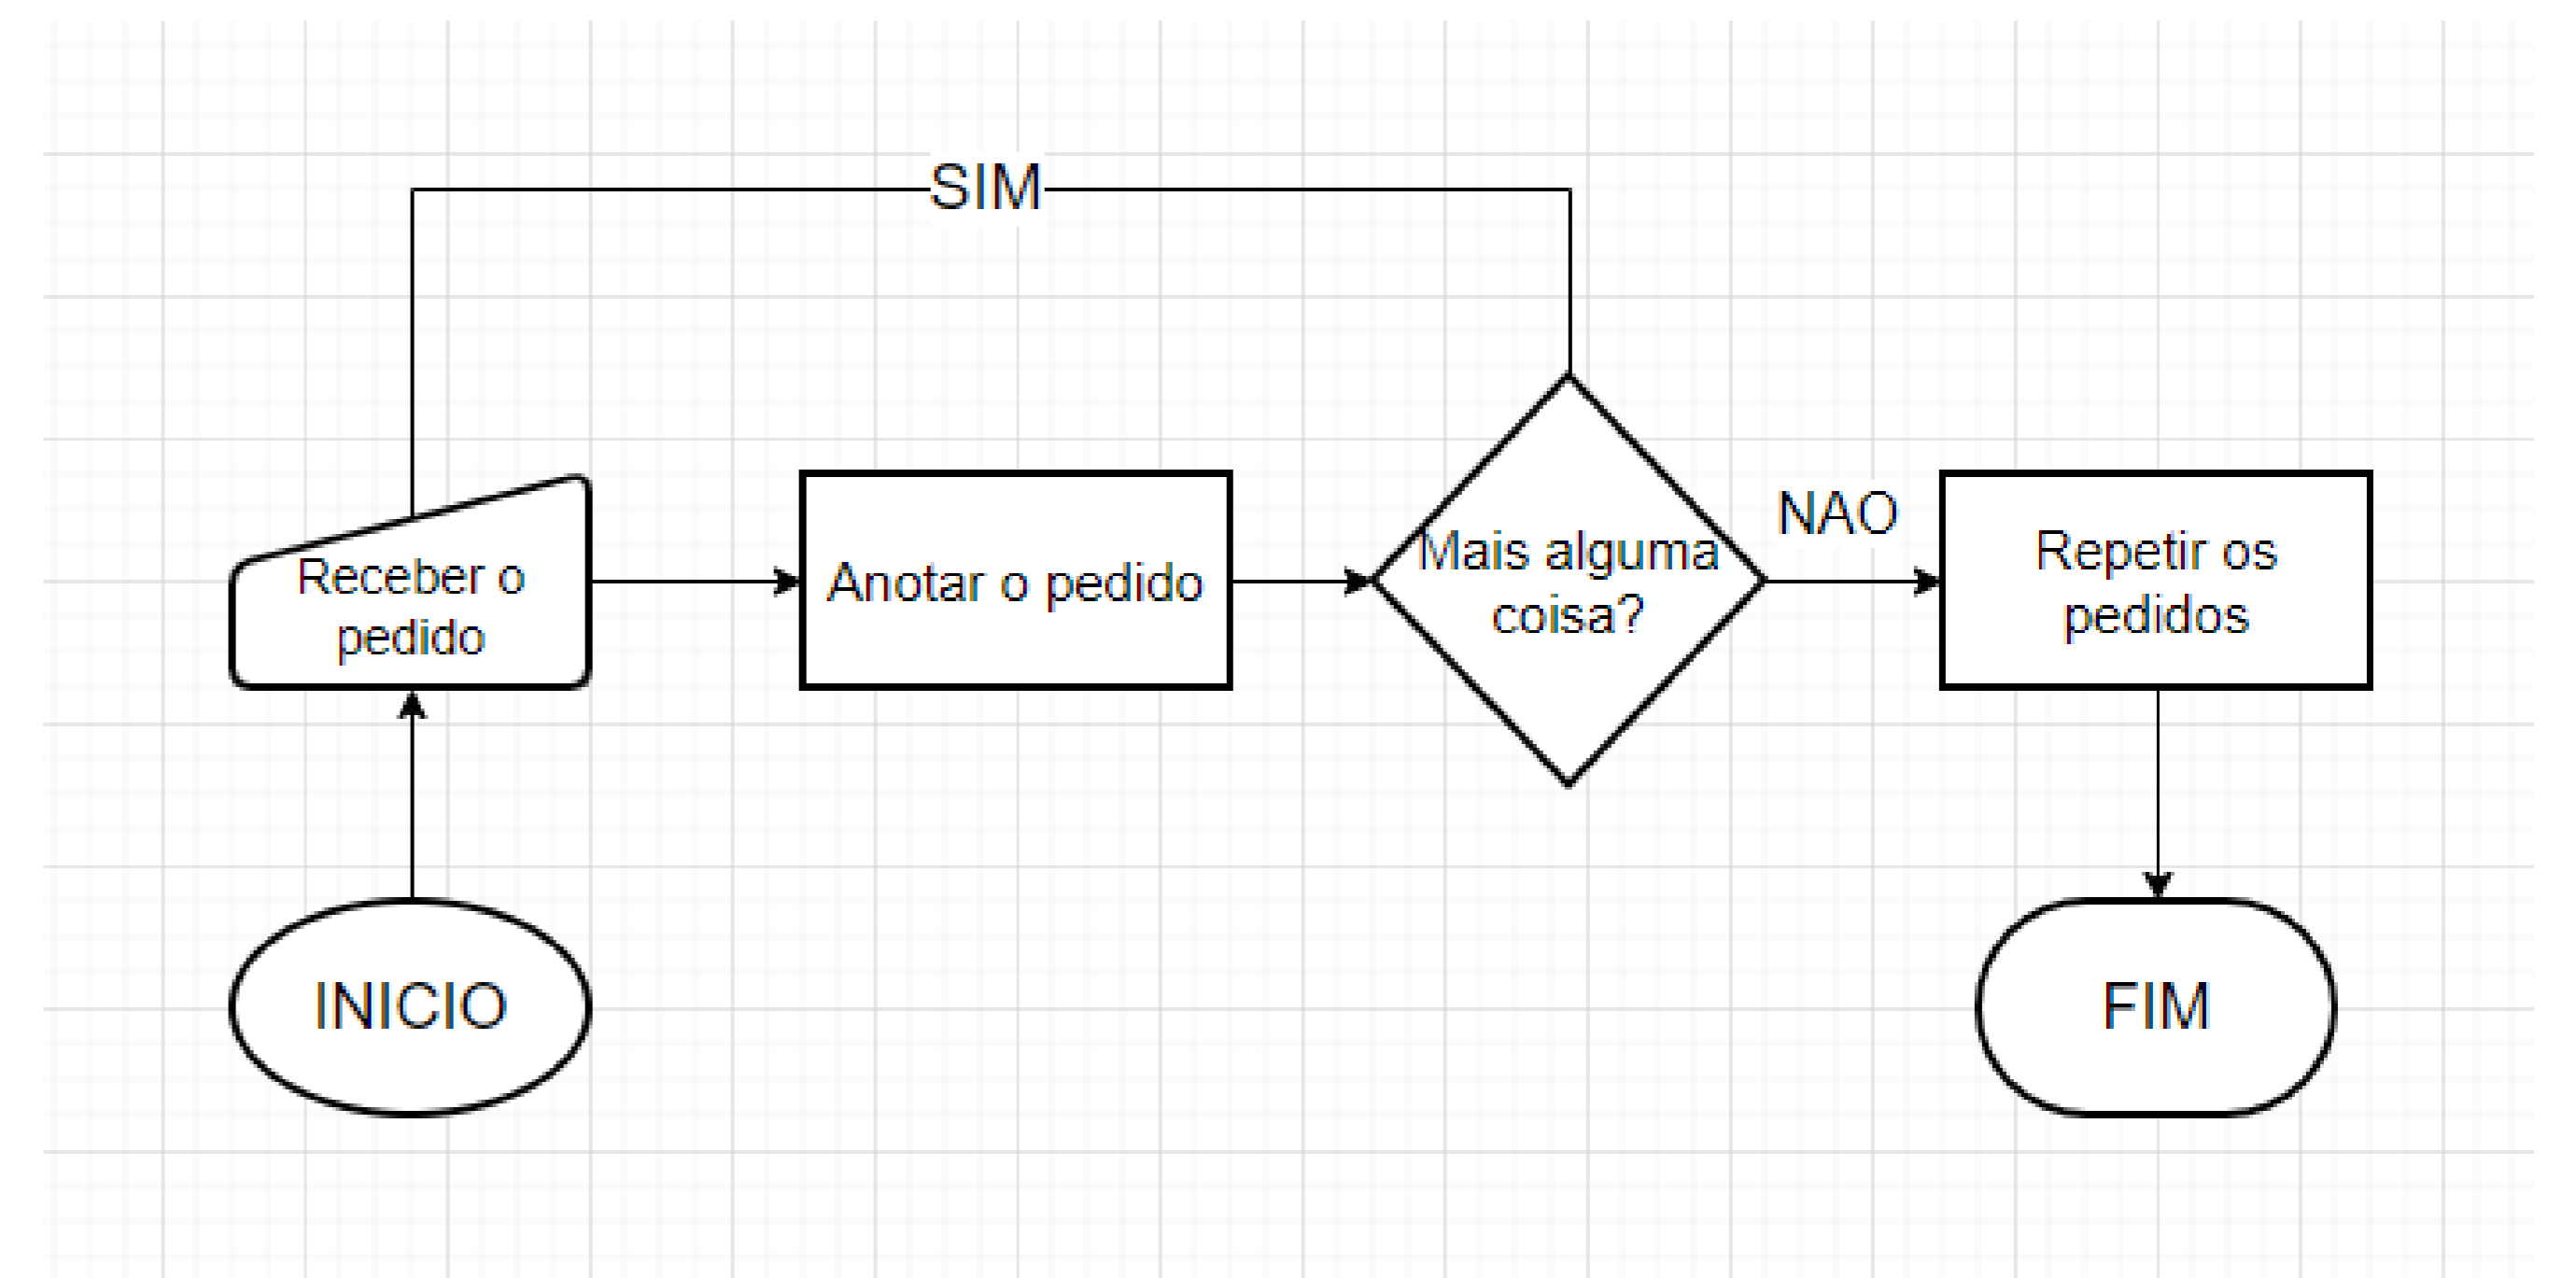 SIM
Receber o
pedido
Anotar o pedido
Mais alguma
coisa?
NAO
Repetir os
pedidos
INICIO
FIM